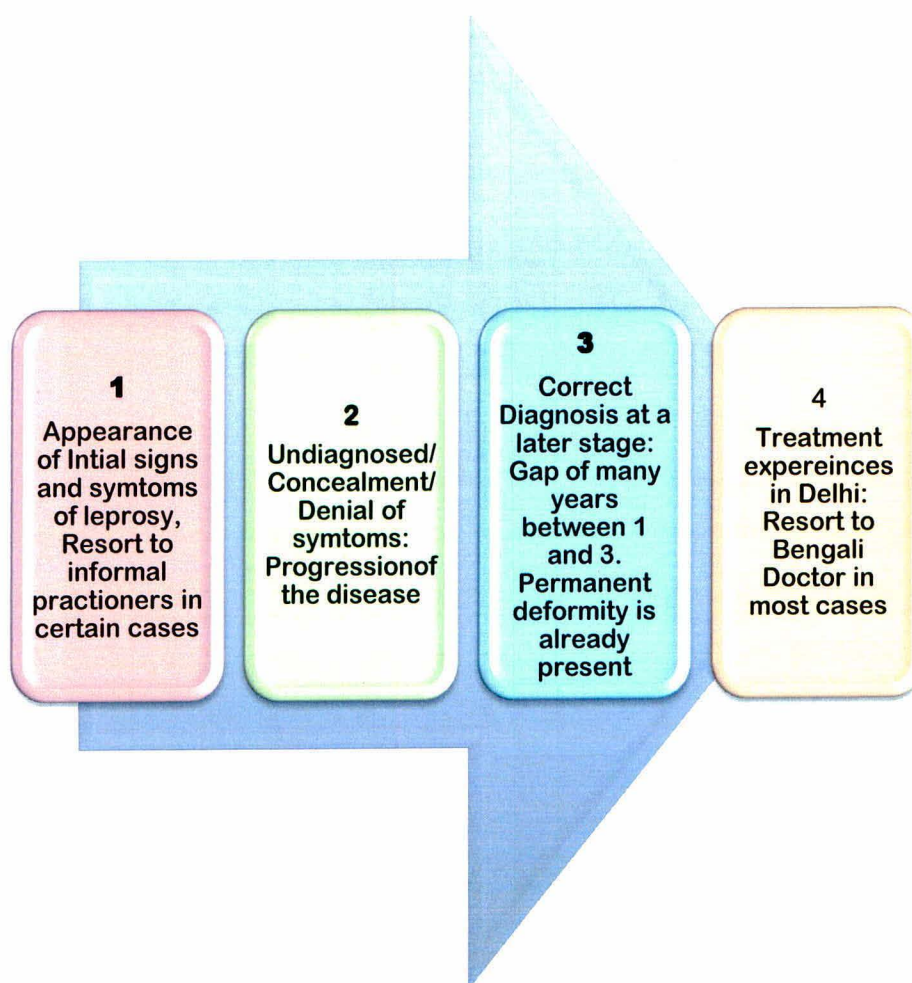 1
Appearance
of Intial signs
and symtoms
of leprosy,
Resort to
informal
practioners in
certain cases
2
Undiagnosed/
Concealment/
Denial of
symtoms:
Progressionof
the disease
3
Correct
Diagnosis at a
later stage:
Gap of many
years
between 1
and 3.
Permanent
deformity is
already
present
4
Treatment
expereinces
in Delhi:
Resort to
Bengali
Doctor in
most cases